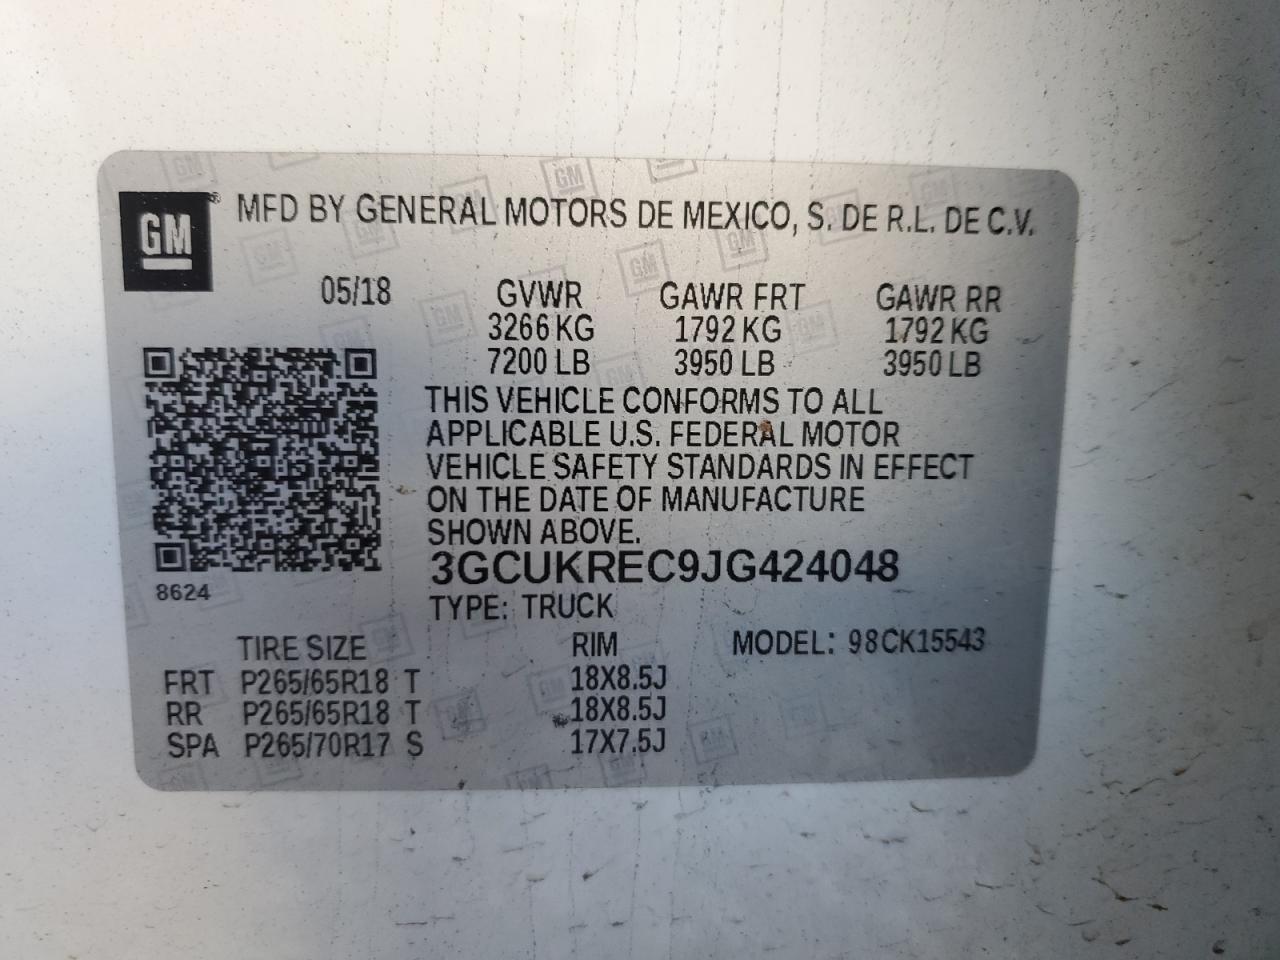 GM ® MFD BY GENERAL MOTORS DE MEXICO, S. DE R.L. DE C.V.
05/18 GVWR GAWR FRT GAWR RR
3266 KG 1792 KG 1792 KG
7200 LB 3950 LB 3950 LB
THIS VEHICLE CONFORMS TO ALL
APPLICABLE U.S. FEDERAL MOTOR
VEHICLE SAFETY STANDARDS IN EFFECT
ON THE DATE OF MANUFACTURE
SHOWN ABOVE.
3GCUKREC9JG424048
8624
TYPE: TRUCK
TIRE SIZE RIM MODEL: 98CK15543
FRT P265/65R18 T 18X8.5J
RR P265/65R18 T 18X8.5J
SPA P265/70R17 S 17X7.5J